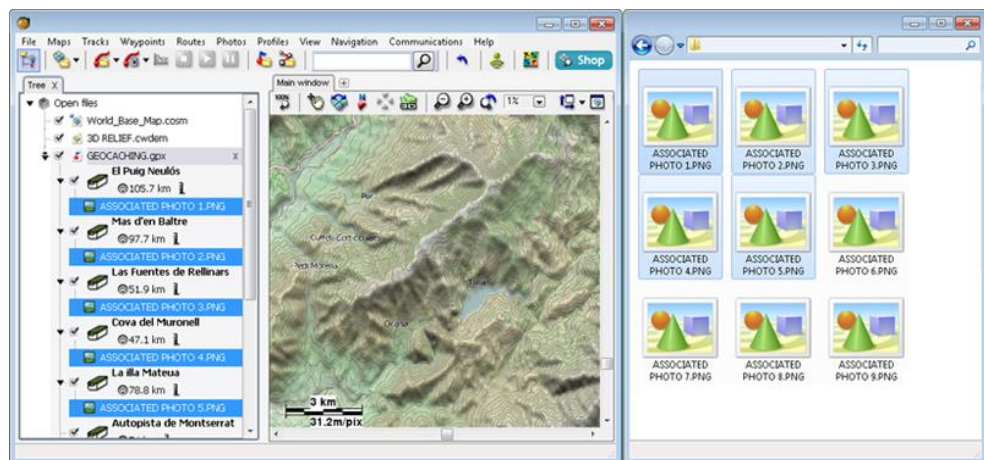 File Maps Tracks Waypoints Routes Photos Profiles View Navigation Communications Help
Shop
Tree X
Main window
Open files
World_Base_Map.cosm
3D RELIEF.cwdem
GEOCACHING.gpx x
El Puig Neulós
105.7 km
ASSOCIATED PHOTO 1.PNG
Mas d'en Baltre
97.7 km
ASSOCIATED PHOTO 2.PNG
Las Fuentes de Rellinars
51.9 km
ASSOCIATED PHOTO 3.PNG
Cova del Muronell
47.1 km
ASSOCIATED PHOTO 4.PNG
La illa Mateua
78.8 km
ASSOCIATED PHOTO 5.PNG
Autopista de Montserrat
100%
1%
3 km
31.2m/pix
ASSOCIATED
PHOTO 1.PNG
ASSOCIATED
PHOTO 2.PNG
ASSOCIATED
PHOTO 3.PNG
ASSOCIATED
PHOTO 4.PNG
ASSOCIATED
PHOTO 5.PNG
ASSOCIATED
PHOTO 6.PNG
ASSOCIATED
PHOTO 7.PNG
ASSOCIATED
PHOTO 8.PNG
ASSOCIATED
PHOTO 9.PNG